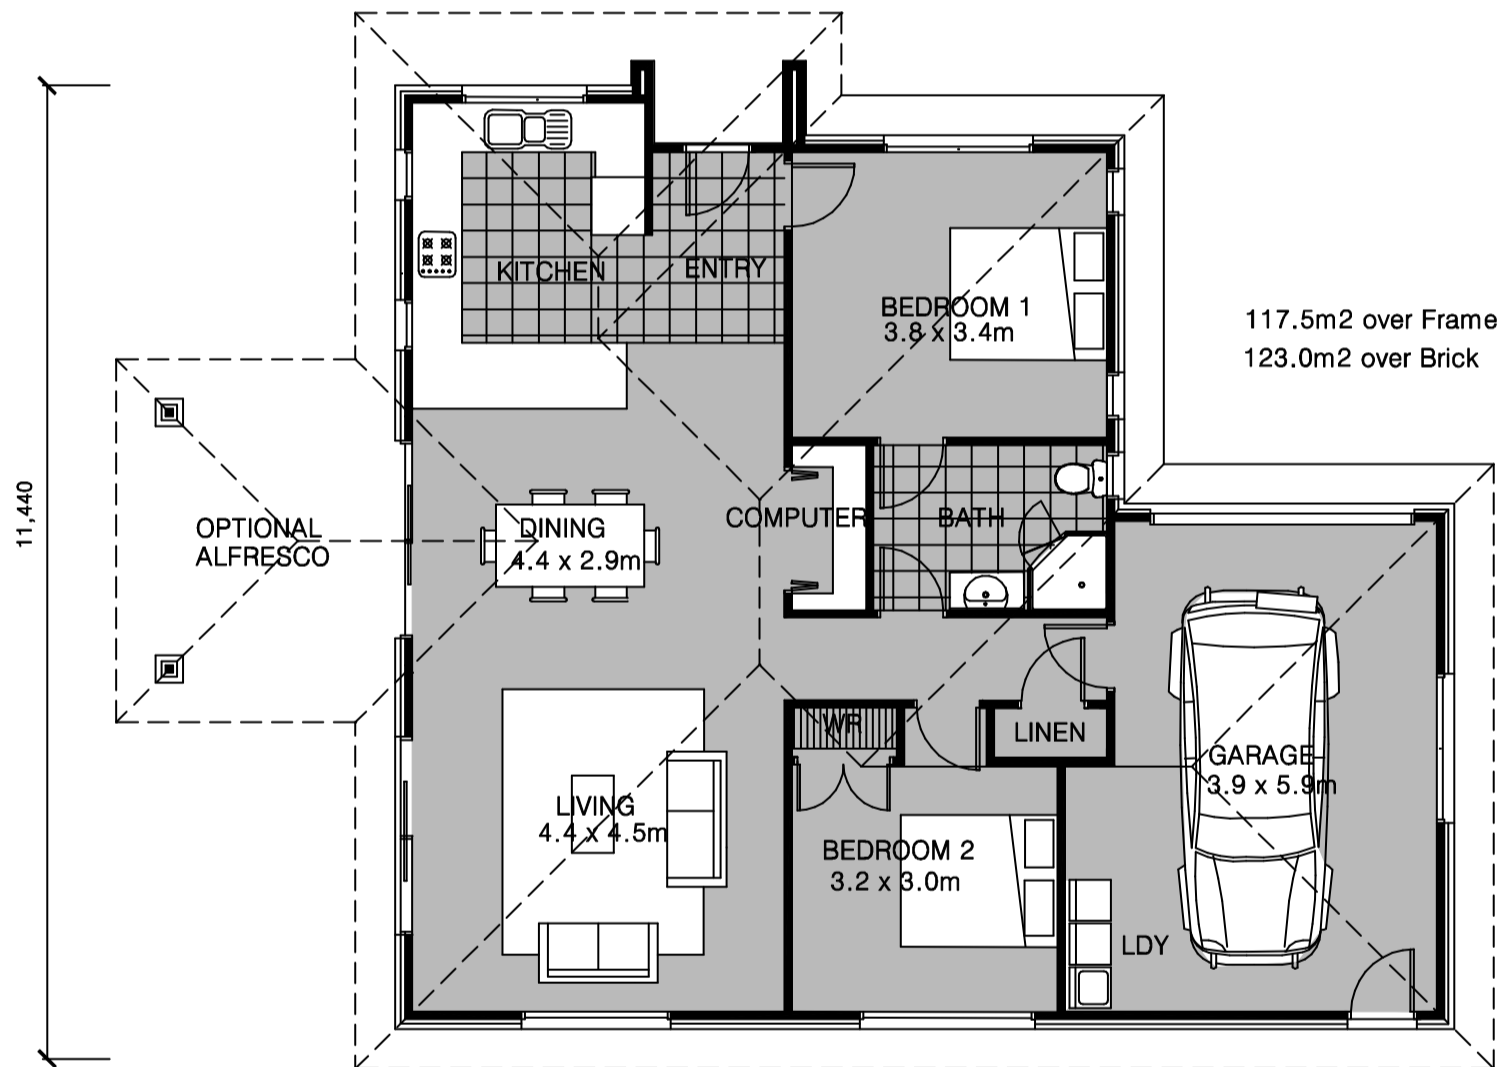 KITCHEN
ENTRY
BEDROOM 1
3.8 x 3.4m
117.5m2 over Frame
123.0m2 over Brick
11,440
OPTIONAL
ALFRESCO
DINING
4.4 x 2.9m
COMPUTER
BATH
WR
LINEN
GARAGE
3.9 x 5.9m
LIVING
4.4 x 4.5m
BEDROOM 2
3.2 x 3.0m
LDY